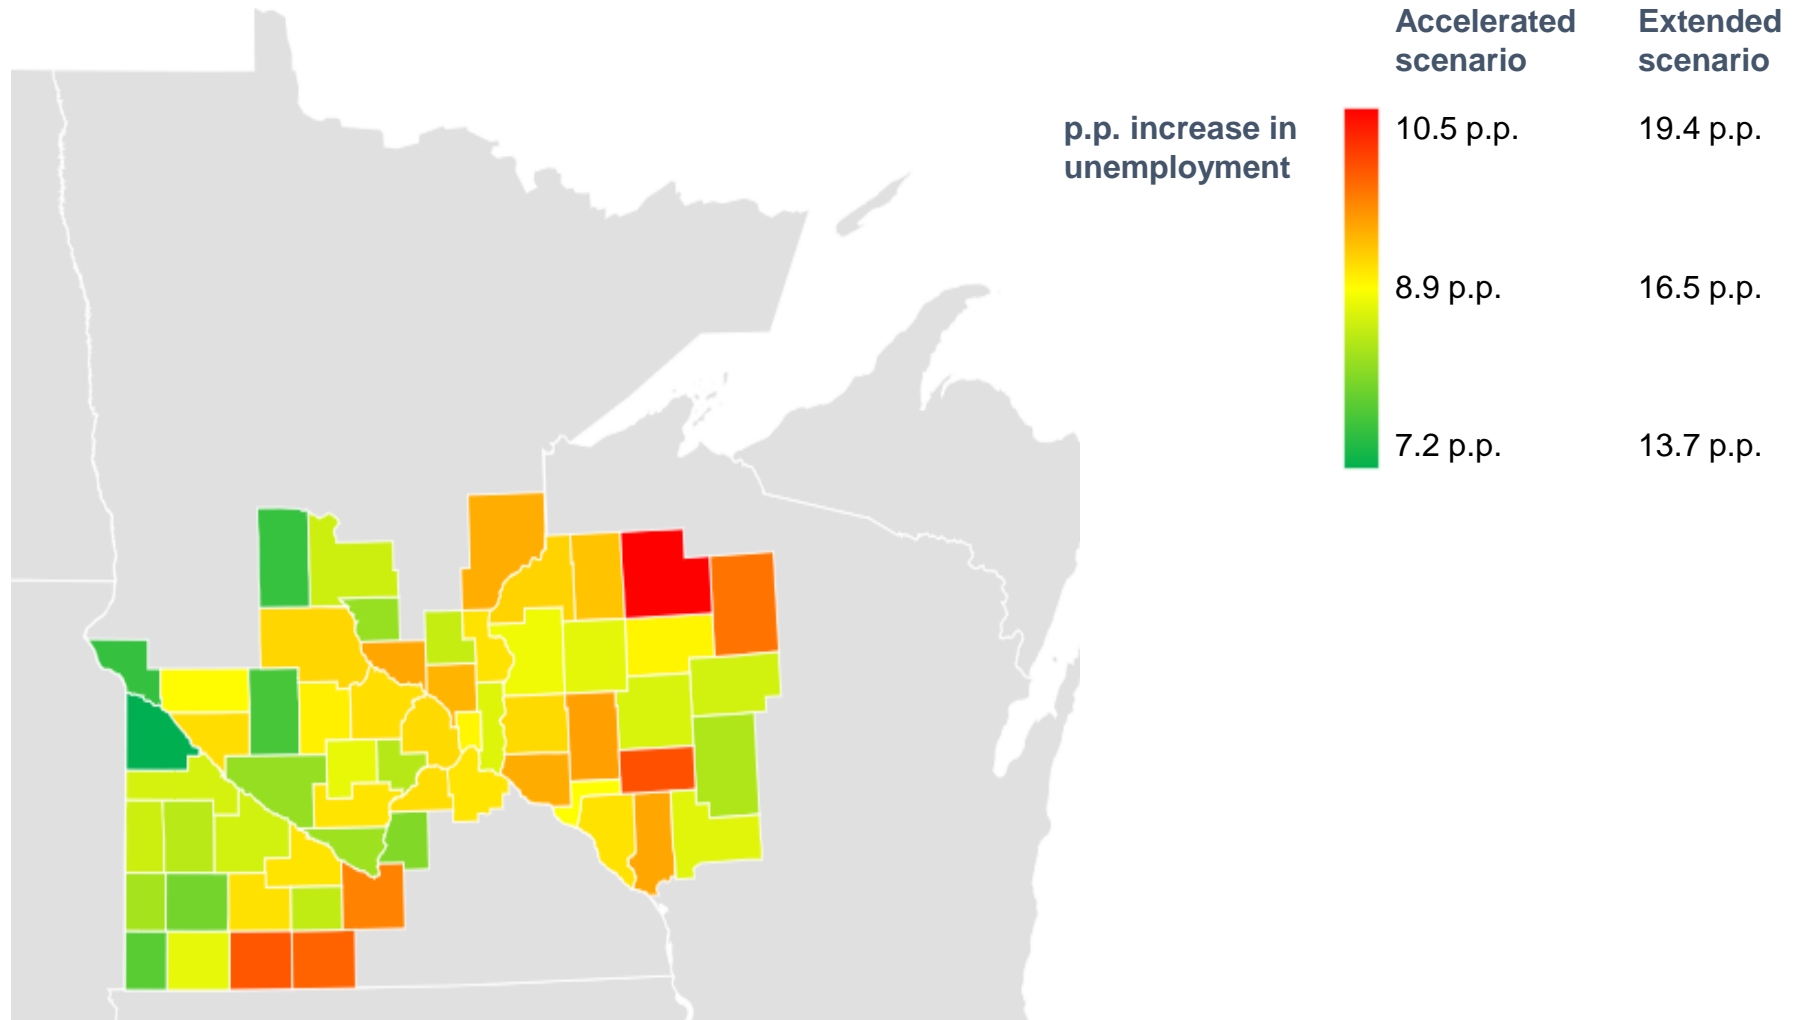 Accelerated scenario
Extended scenario
p.p. increase in unemployment
10.5 p.p.
19.4 p.p.
8.9 p.p.
16.5 p.p.
7.2 p.p.
13.7 p.p.